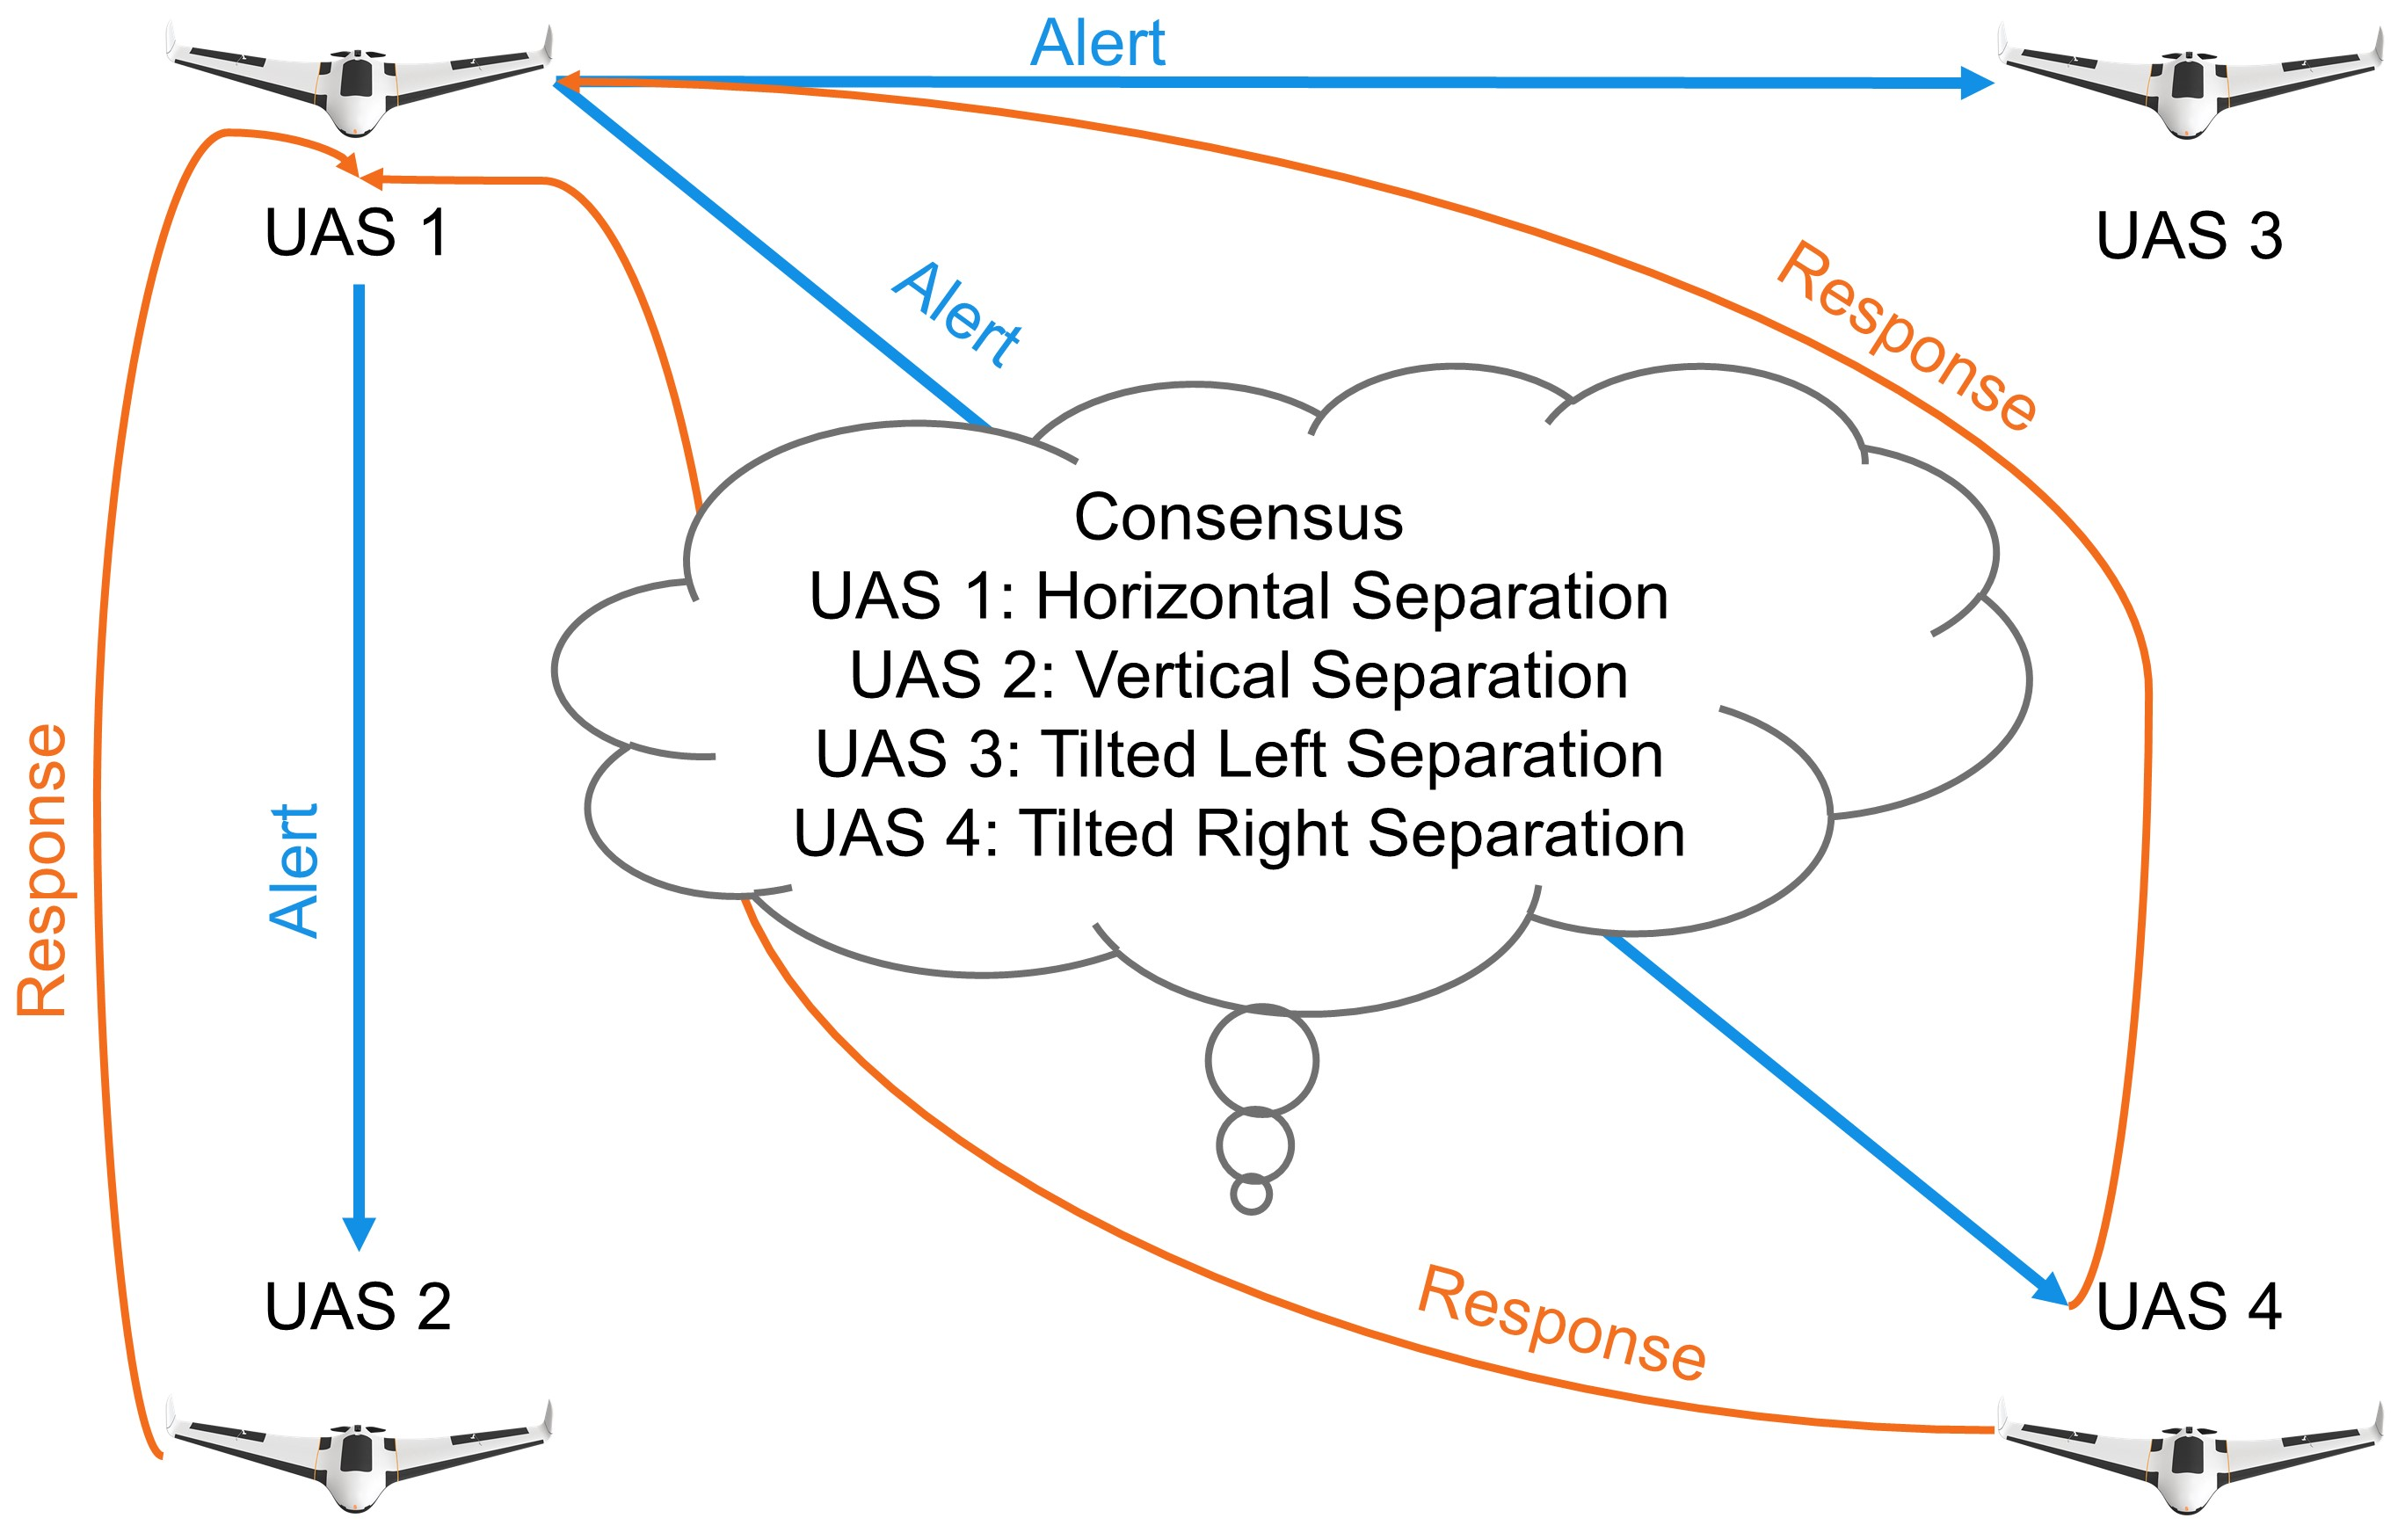 Alert
UAS 1
UAS 3
Alert
Response
Consensus
UAS 1: Horizontal Separation
UAS 2: Vertical Separation
UAS 3: Tilted Left Separation
UAS 4: Tilted Right Separation
Response
Alert
UAS 2
UAS 4
Response